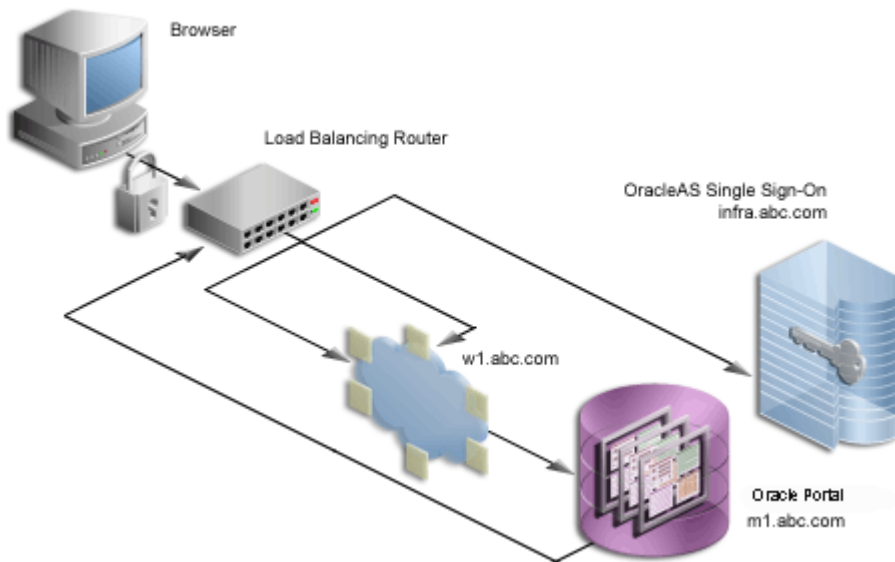 Browser
Load Balancing Router
OracleAS Single Sign-On
infra.abc.com
w1.abc.com
Oracle Portal
m1.abc.com